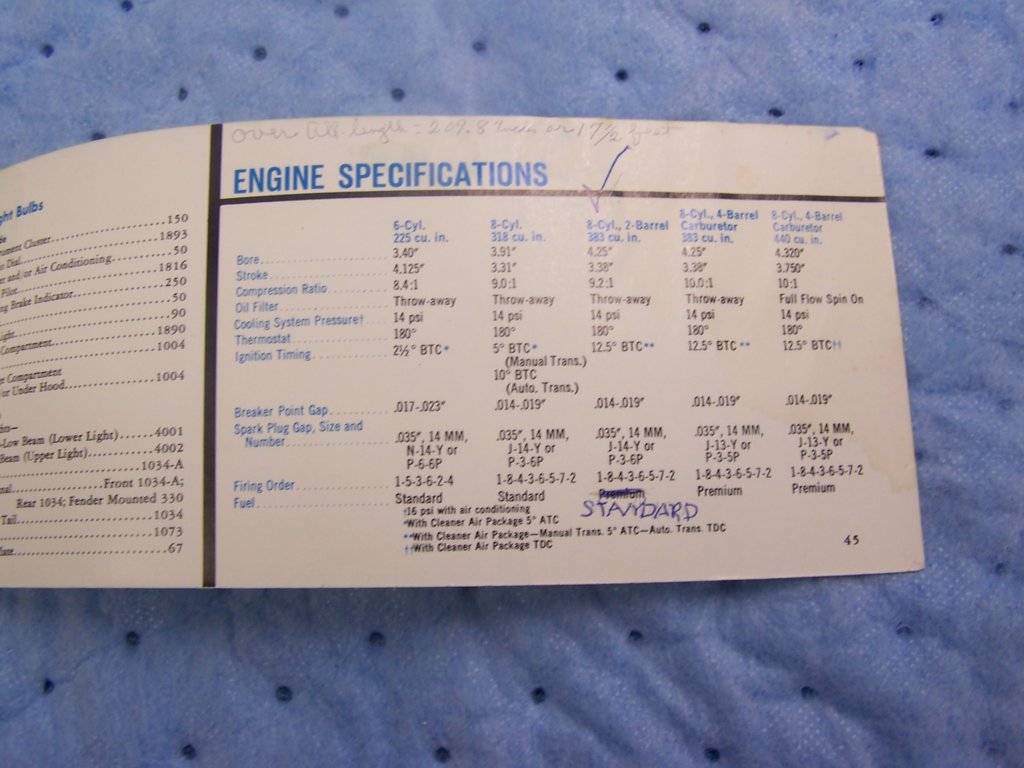 ght Bulbs
150
ument Cluster 1893
Dial 50
and/or Air Conditioning 1816
Pilot 250
ng Brake Indicator 50
ght 90
Compartment 1890
1004
Compartment
or Under Hood 1004
Low Beam (Lower Light) 4001
Beam (Upper Light) 4002
1034-A
Front 1034-A;
Rear 1034; Fender Mounted 330
Tail 1034
1073
67
over All length = 209.8 or 17½ feet
ENGINE SPECIFICATIONS
6-Cyl. 8-Cyl. 8-Cyl., 2-Barrel 8-Cyl., 4-Barrel 8-Cyl., 4-Barrel
Carburetor Carburetor
225 cu. in. 318 cu. in. 383 cu. in. 383 cu. in. 440 cu. in.
Bore 3.40″ 3.91″ 4.25″ 4.25″ 4.320″
Stroke 4.125″ 3.31″ 3.38″ 3.38″ 3.750″
Compression Ratio 8.4:1 9.0:1 9.2:1 10.0:1 10:1
Oil Filter Throw-away Throw-away Throw-away Throw-away Full Flow Spin On
Cooling System Pressure† 14 psi 14 psi 14 psi 14 psi 14 psi
Thermostat 180° 180° 180° 180° 180°
Ignition Timing 2½° BTC* 5° BTC* 12.5° BTC** 12.5° BTC** 12.5° BTC††
(Manual Trans.)
10° BTC
(Auto. Trans.)
Breaker Point Gap .017-.023″ .014-.019″ .014-.019″ .014-.019″ .014-.019″
Spark Plug Gap, Size and
Number .035″, 14 MM, .035″, 14 MM, .035″, 14 MM, .035″, 14 MM, .035″, 14 MM,
N-14-Y or J-14-Y or J-14-Y or J-13-Y or J-13-Y or
P-6-6P P-3-6P P-3-6P P-3-5P P-3-5P
Firing Order 1-5-3-6-2-4 1-8-4-3-6-5-7-2 1-8-4-3-6-5-7-2 1-8-4-3-6-5-7-2 1-8-4-3-6-5-7-2
Fuel Standard Standard Premium Premium Premium
STANDARD
†16 psi with air conditioning
*With Cleaner Air Package 5° ATC
**With Cleaner Air Package—Manual Trans. 5° ATC—Auto. Trans. TDC
††With Cleaner Air Package TDC
45